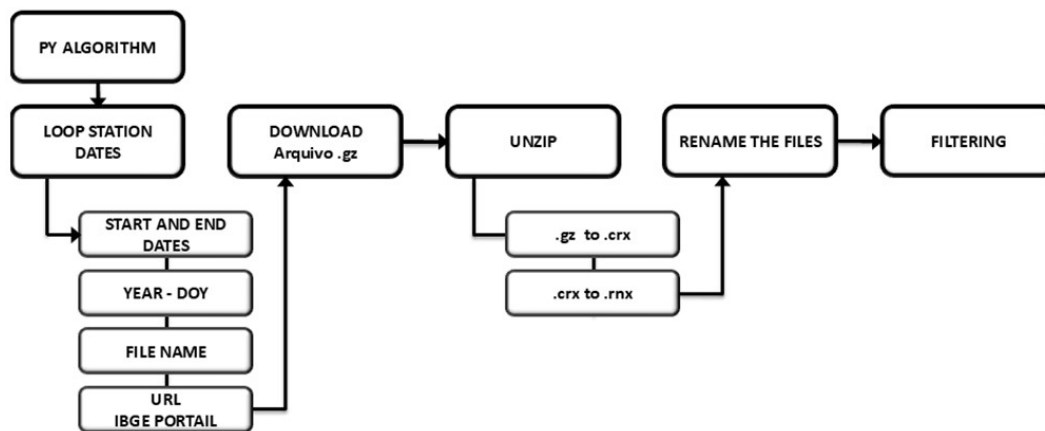 PY ALGORITHM
LOOP STATION
DATES
START AND END
DATES
YEAR - DOY
FILE NAME
URL
IBGE PORTAIL
DOWNLOAD
Arquivo .gz
UNZIP
.gz to .crx
.crx to .rnx
RENAME THE FILES
FILTERING